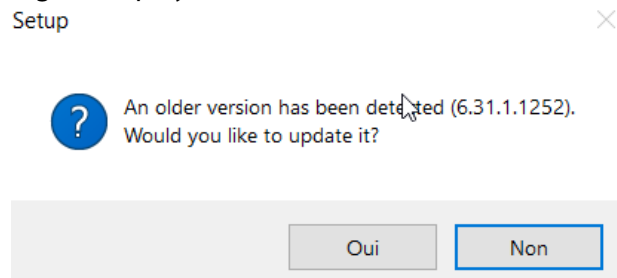 Setup
An older version has been detected (6.31.1.1252).
Would you like to update it?
Oui
Non